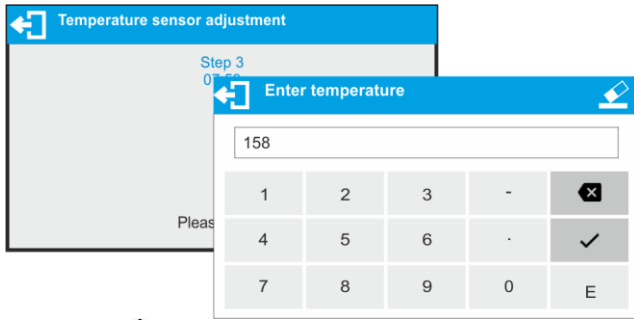 Temperature sensor adjustment
Step 3
Enter temperature
158
1 2 3 -
Pleas
4 5 6 .
7 8 9 0 E